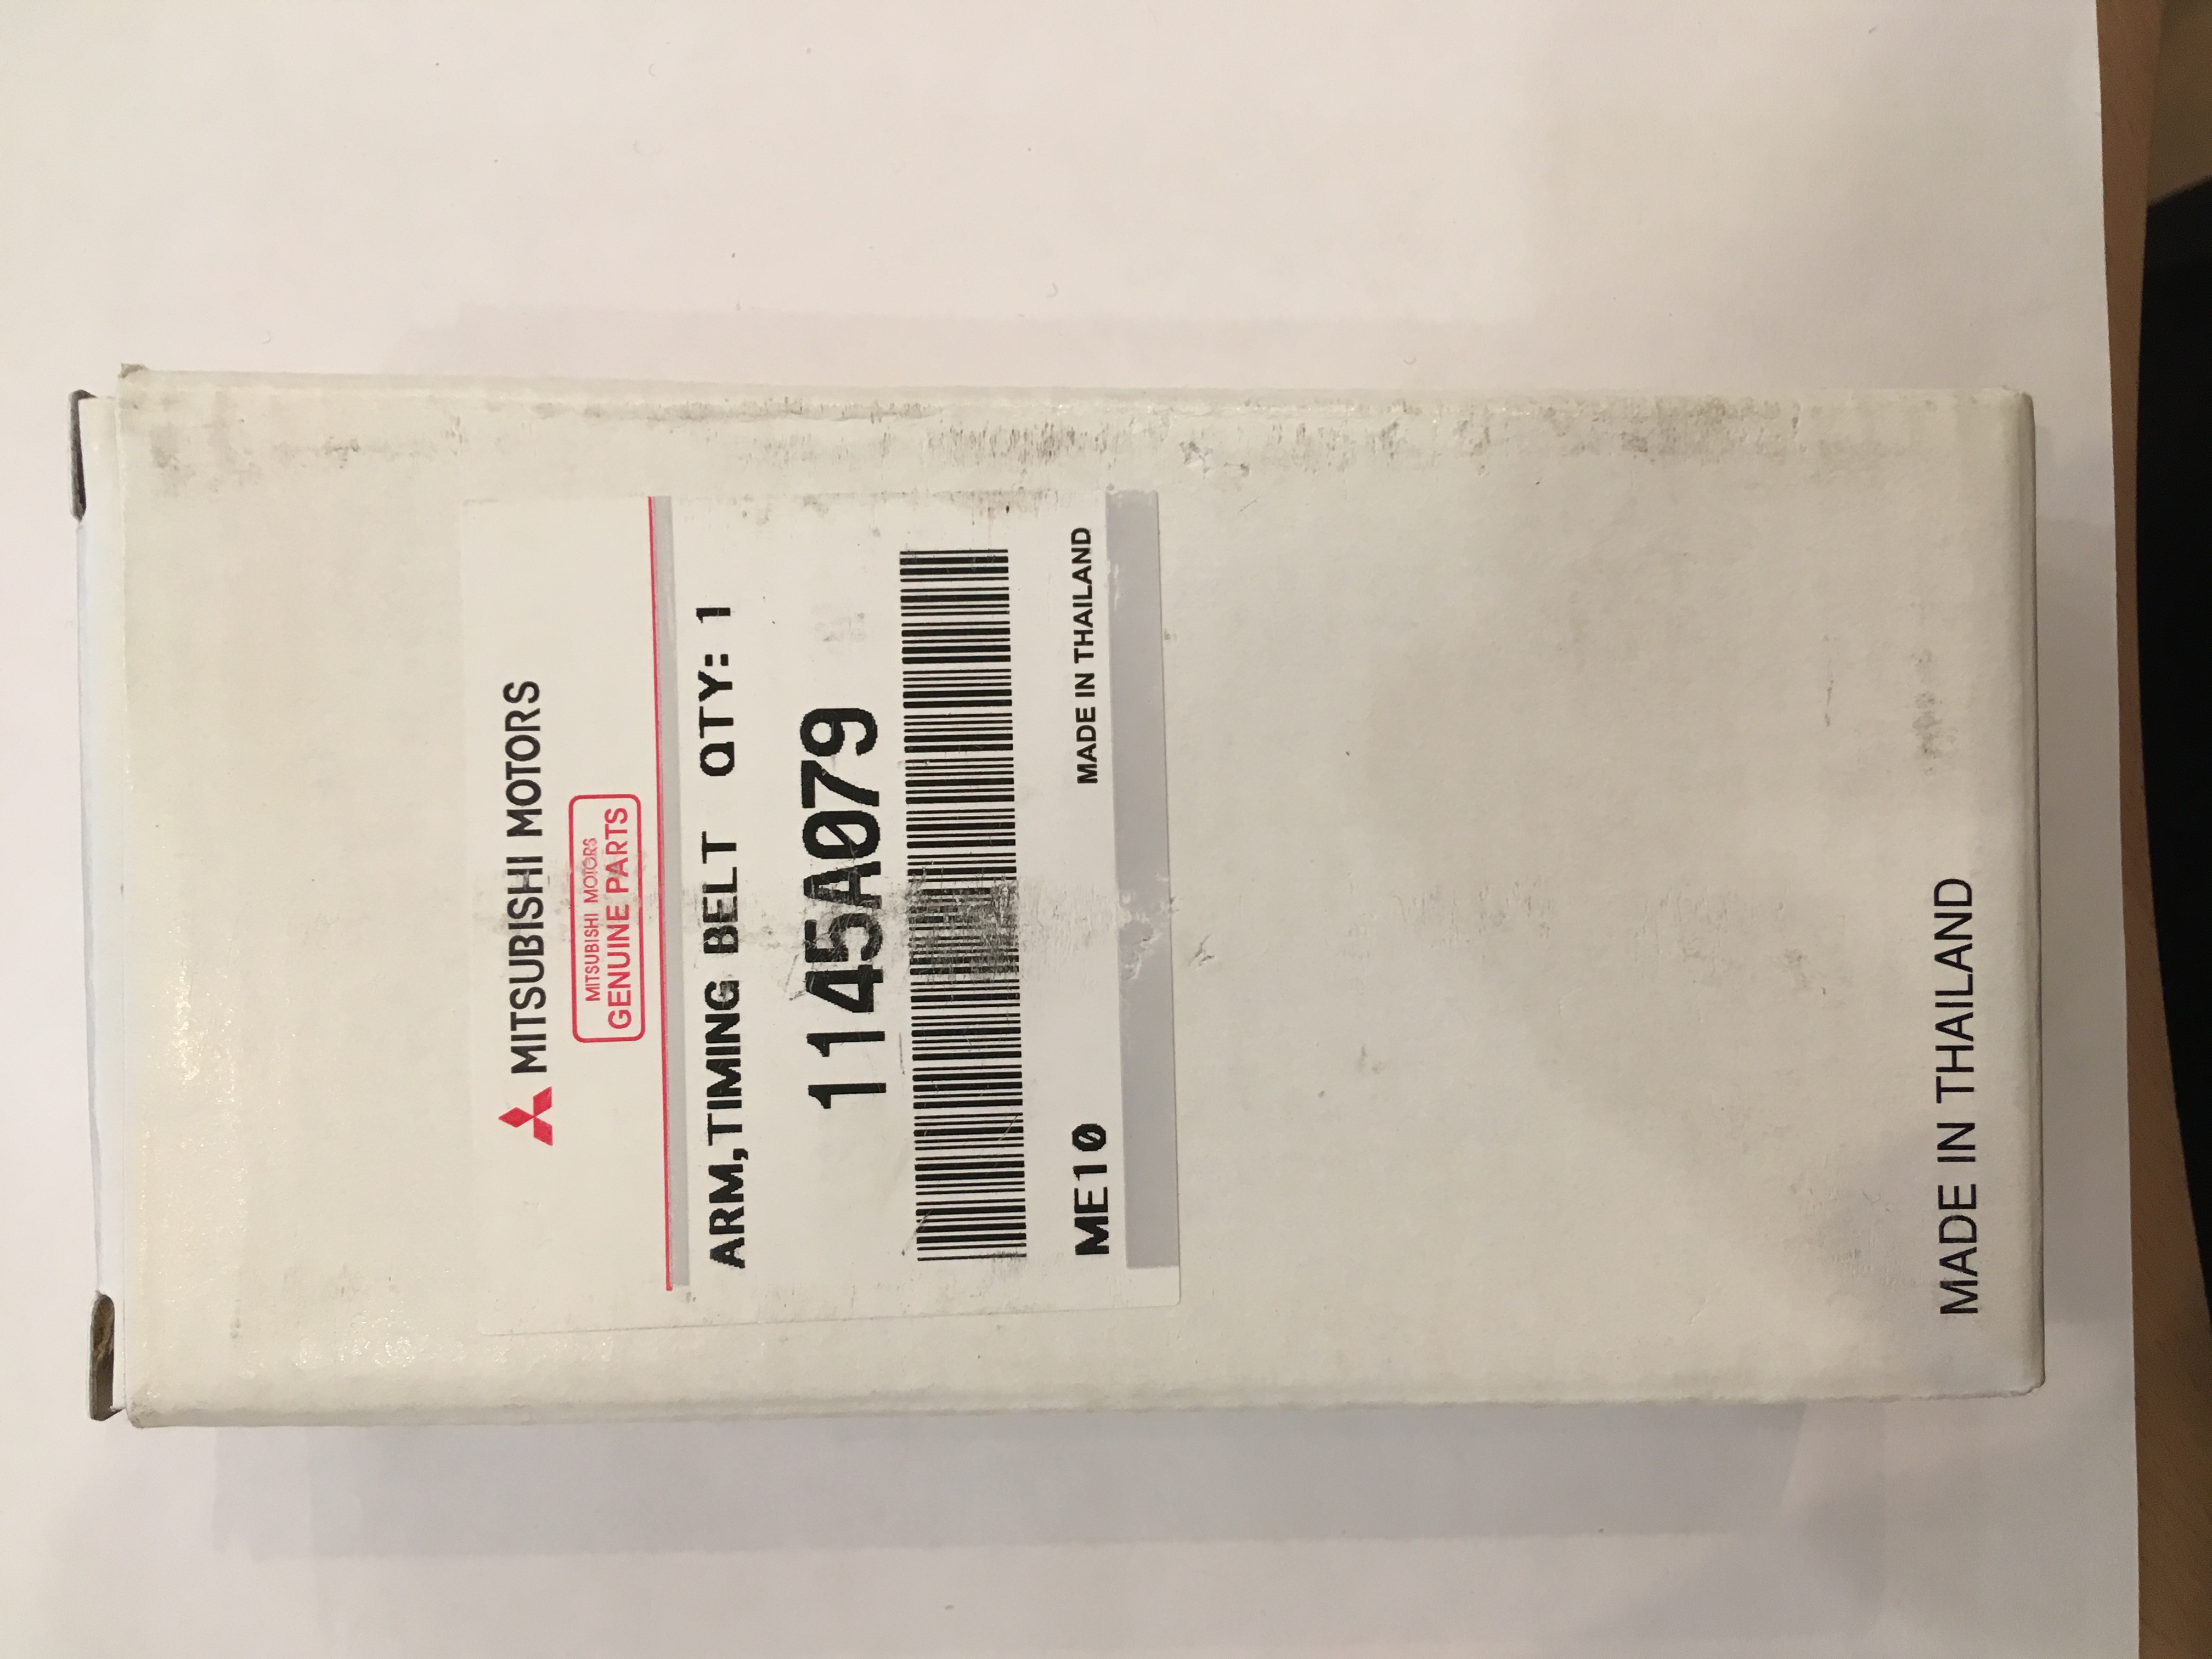 MITSUBISHI MOTORS
MITSUBISHI MOTORS
GENUINE PARTS
ARM,TIMING BELT QTY: 1
1145A079
ME10 MADE IN THAILAND
MADE IN THAILAND